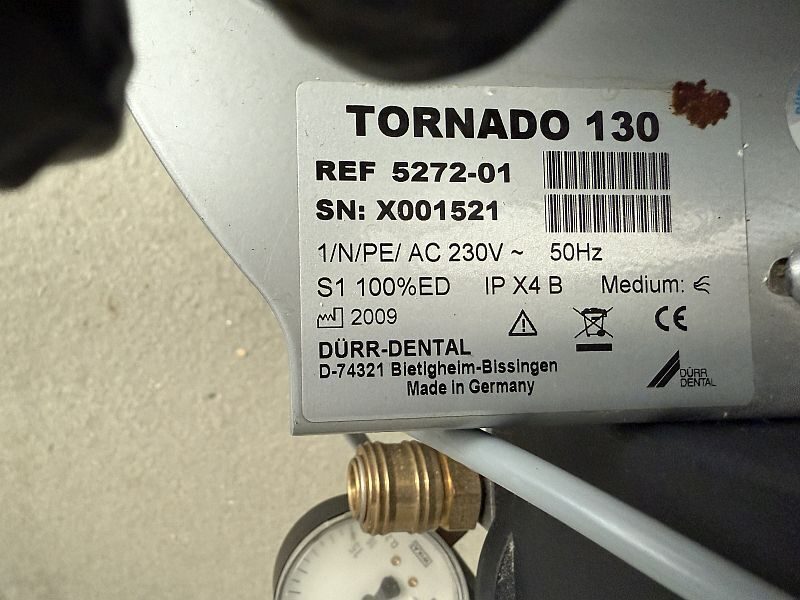 TORNADO 130
REF 5272-01
SN: X001521
1/N/PE/ AC 230V ~ 50Hz
S1 100%ED IP X4 B Medium:
2009
DÜRR-DENTAL
D-74321 Bietigheim-Bissingen
Made in Germany
DÜRR
DENTAL
WIKA